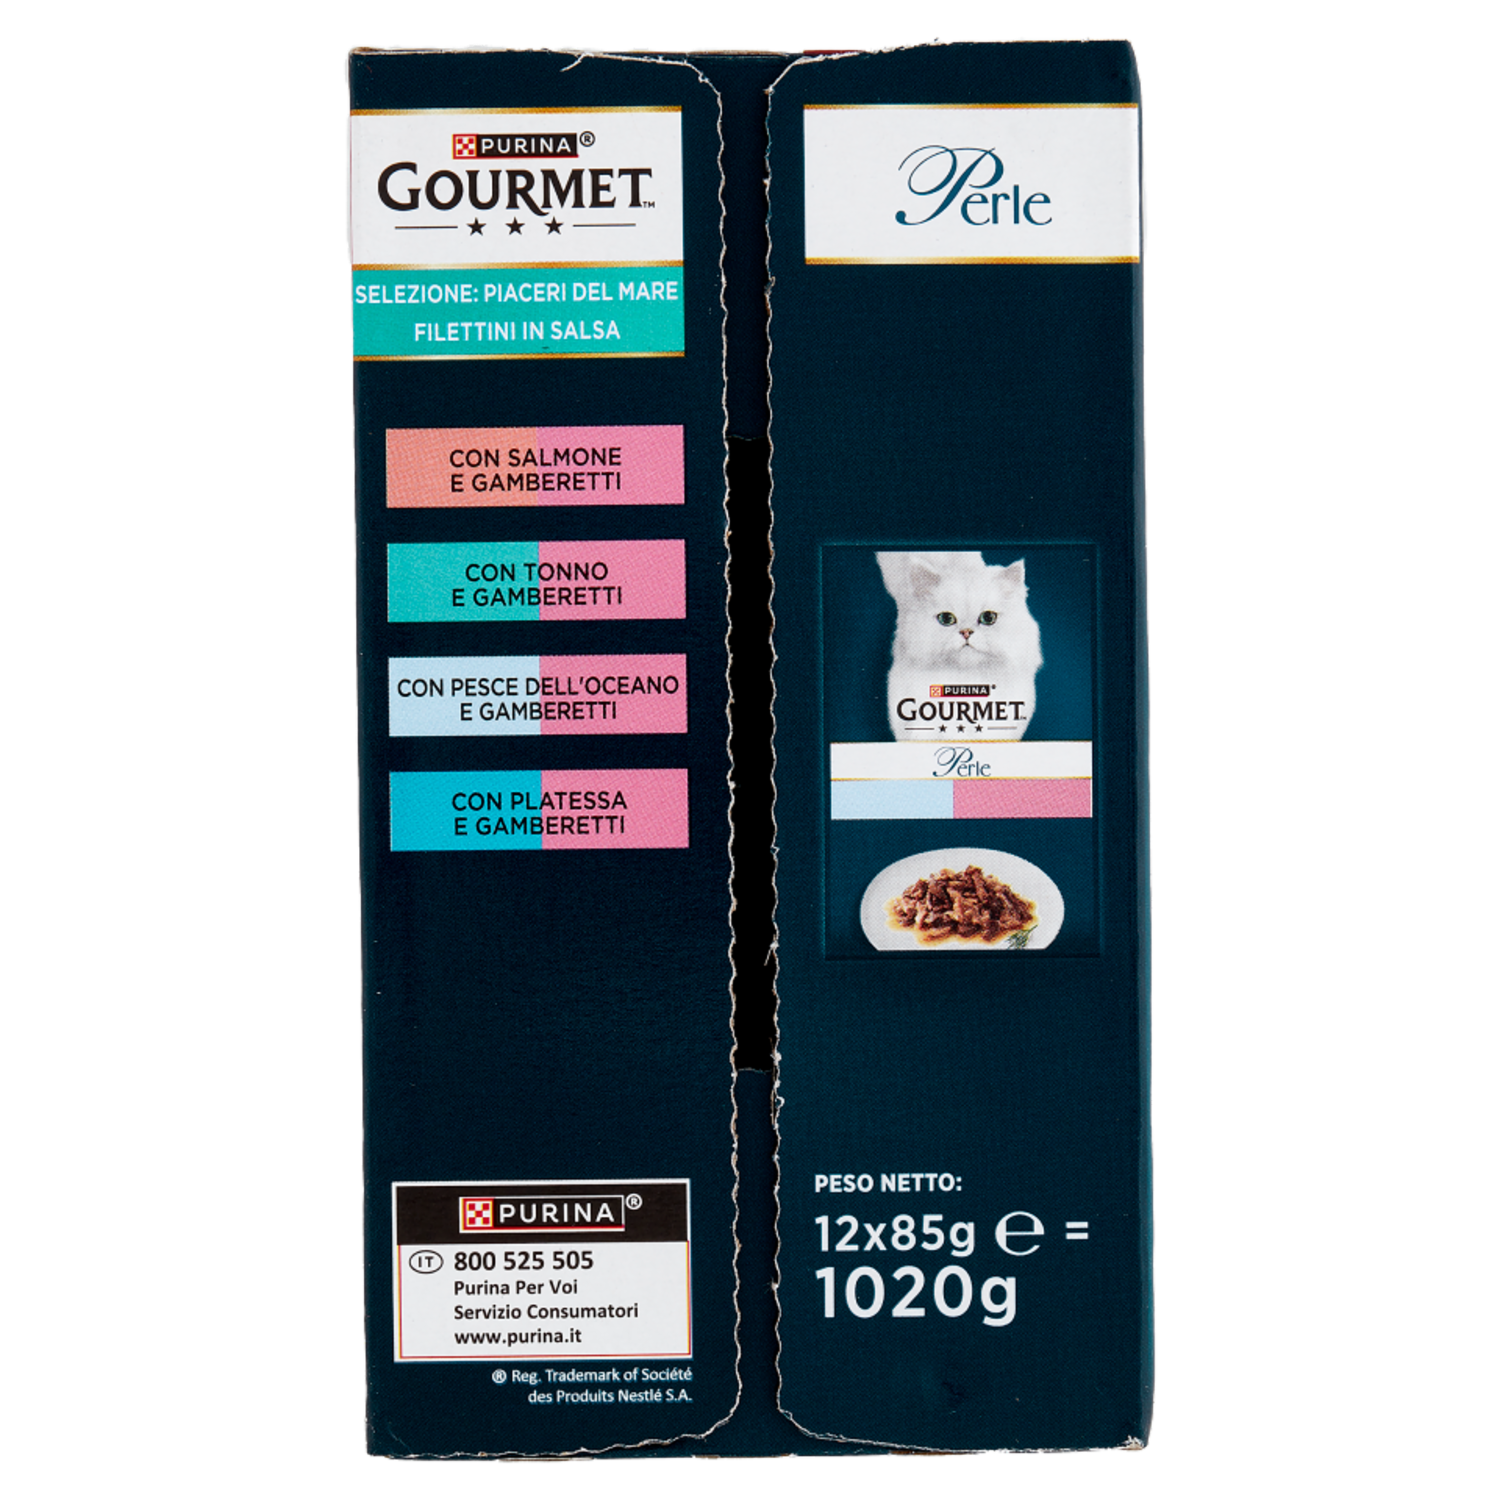 PURINA®
GOURMET™
SELEZIONE: PIACERI DEL MARE
FILETTINI IN SALSA
CON SALMONE
E GAMBERETTI
CON TONNO
E GAMBERETTI
CON PESCE DELL'OCEANO
E GAMBERETTI
CON PLATESSA
E GAMBERETTI
PURINA®
IT 800 525 505
Purina Per Voi
Servizio Consumatori
www.purina.it
® Reg. Trademark of Société
des Produits Nestlé S.A.
Perle
PURINA®
GOURMET™
Perle
PESO NETTO:
12x85g ℮ =
1020g